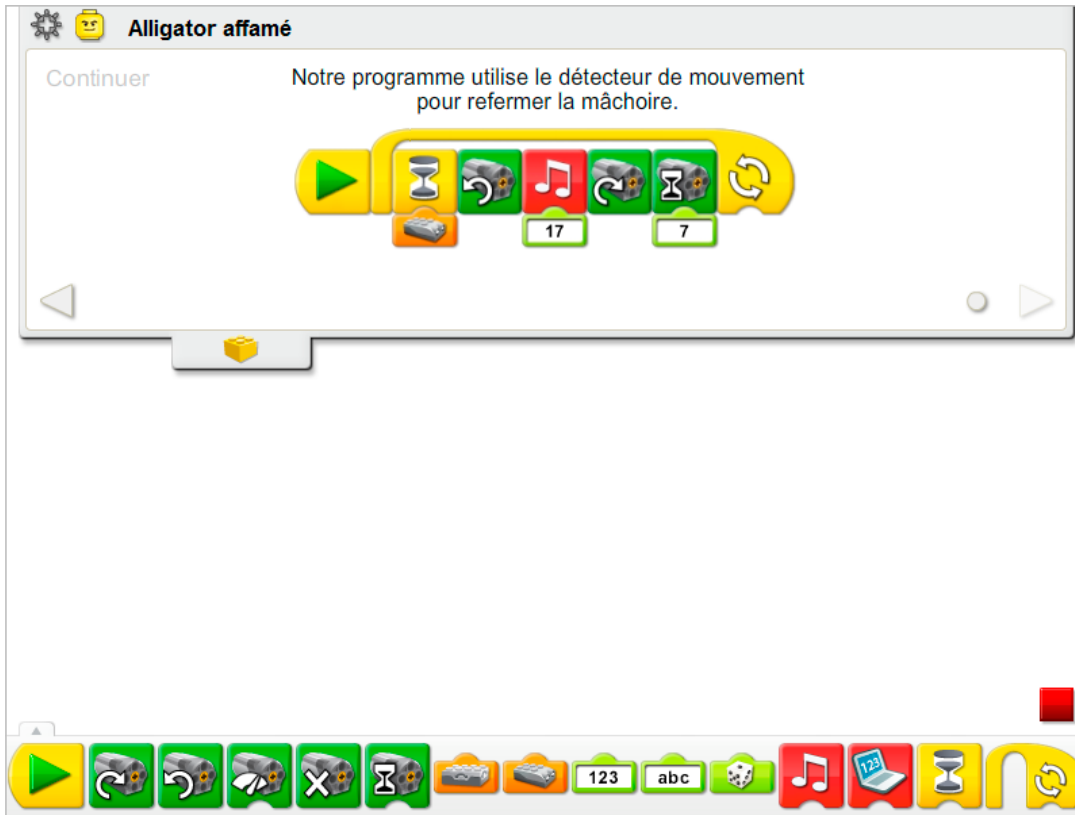 Alligator affamé
Continuer
Notre programme utilise le détecteur de mouvement
pour refermer la mâchoire.
17
7
123
abc
123